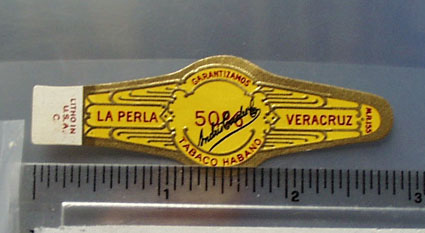 LITHO IN
U.S.A.
C.
LA PERLA
GARANTIZAMOS
50%
TABACO HABANO
VERACRUZ
1
2
3